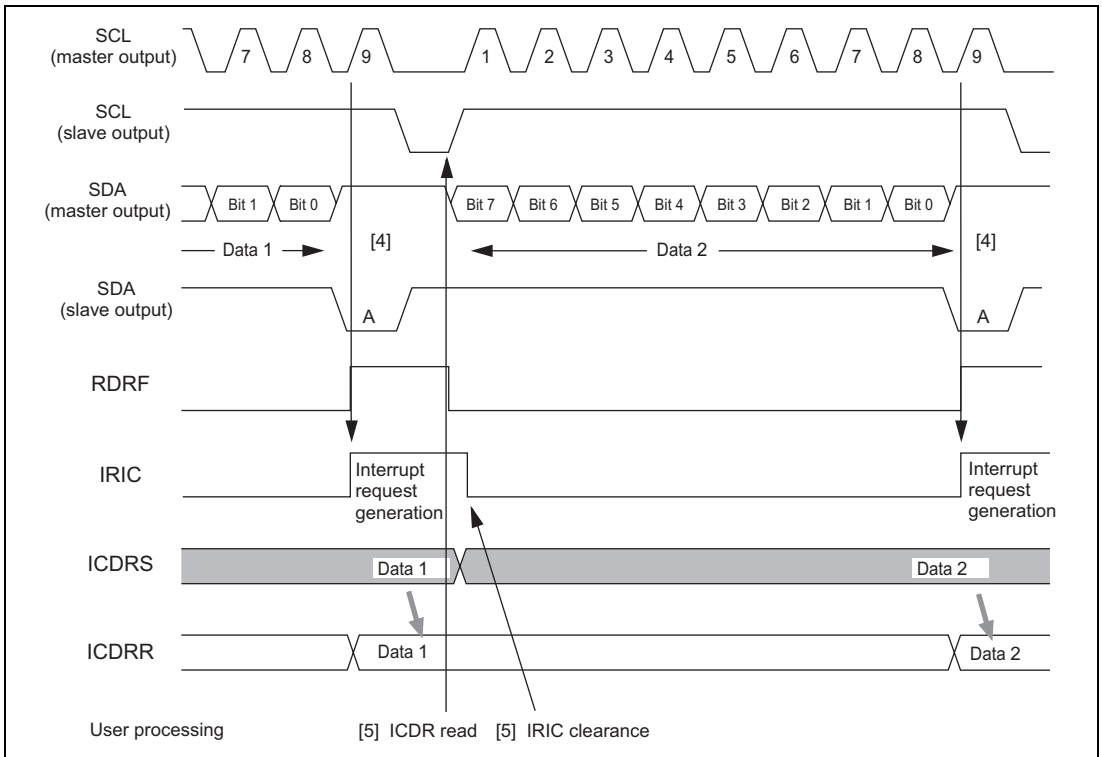 SCL
(master output)
7 8 9 1 2 3 4 5 6 7 8 9
SCL
(slave output)
SDA
(master output)
Bit 1 Bit 0 Bit 7 Bit 6 Bit 5 Bit 4 Bit 3 Bit 2 Bit 1 Bit 0
Data 1 [4] Data 2 [4]
SDA
(slave output)
A A
RDRF
IRIC
Interrupt
request
generation
Interrupt
request
generation
ICDRS
Data 1 Data 2
ICDRR
Data 1 Data 2
User processing [5] ICDR read [5] IRIC clearance